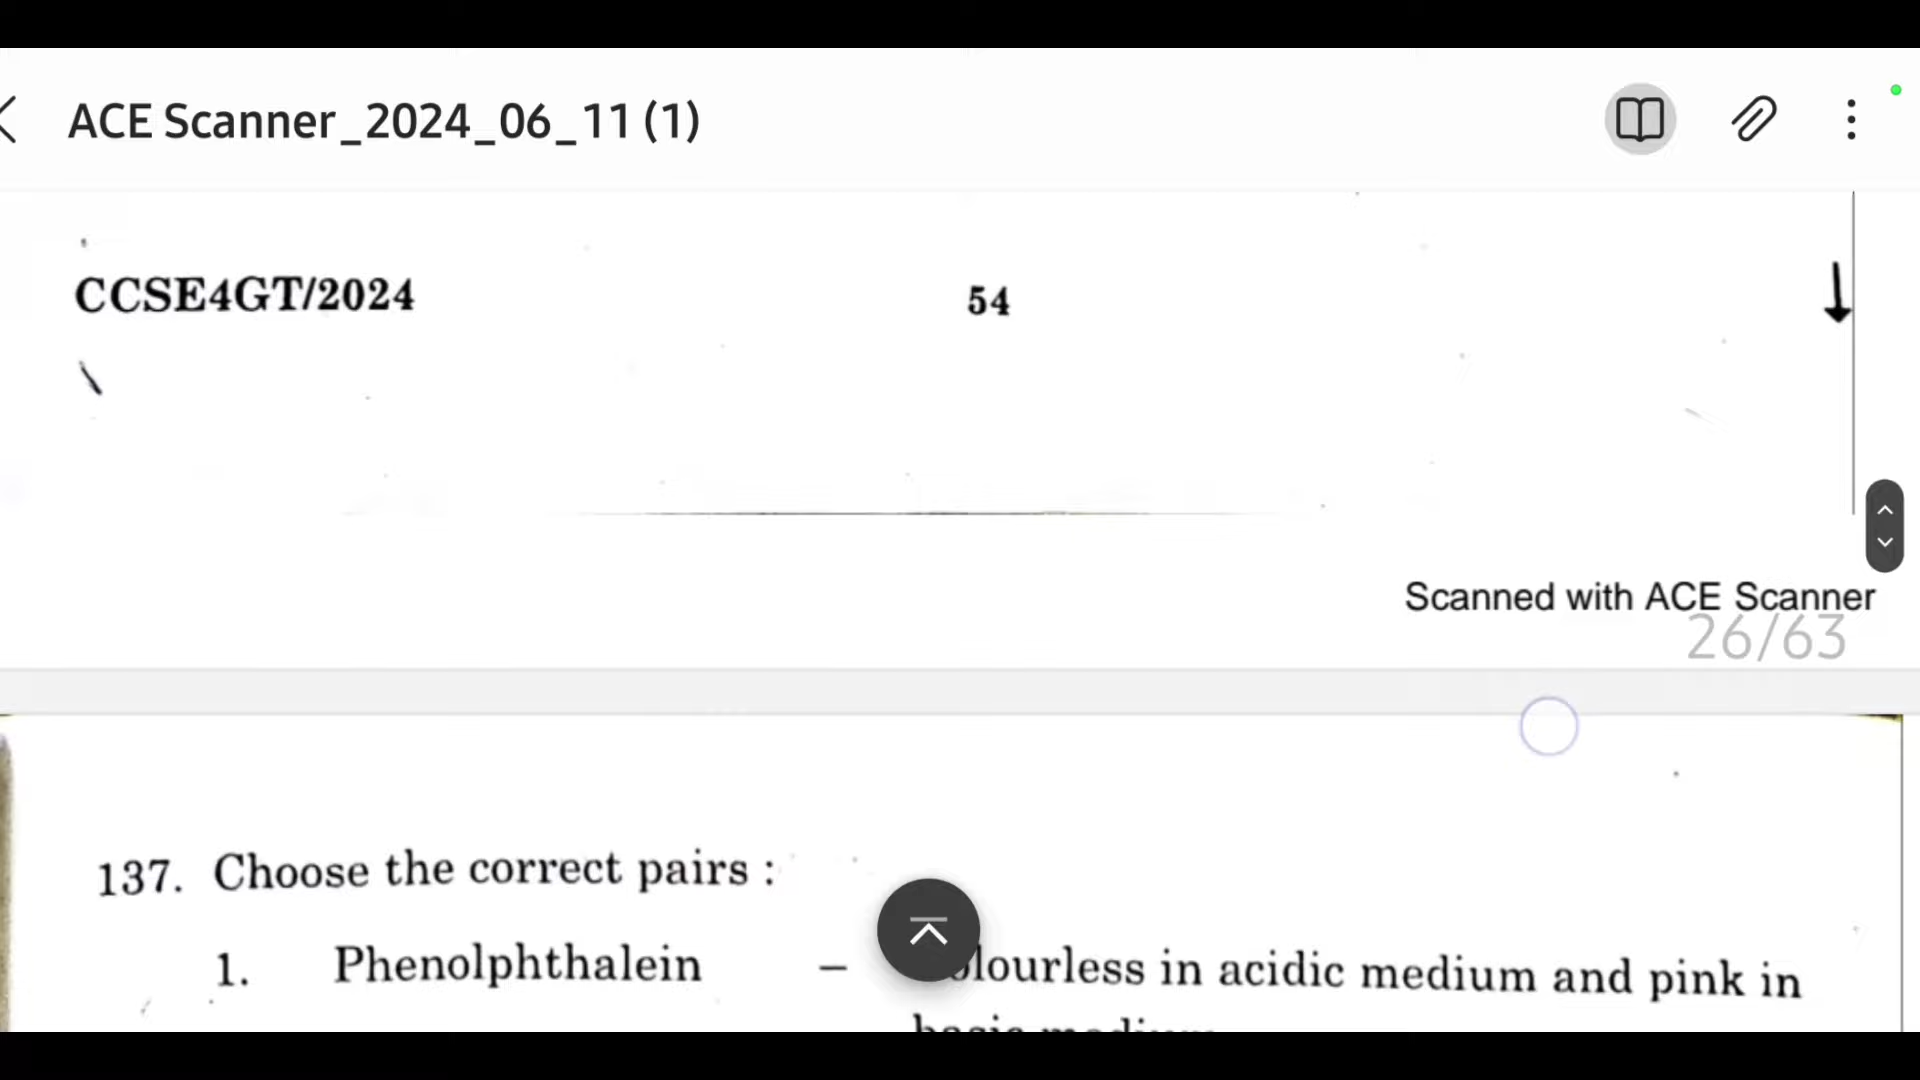 ACE Scanner_2024_06_11 (1)
CCSE4GT/2024
54
Scanned with ACE Scanner
26/63
137. Choose the correct pairs :
1. Phenolphthalein – olourless in acidic medium and pink in